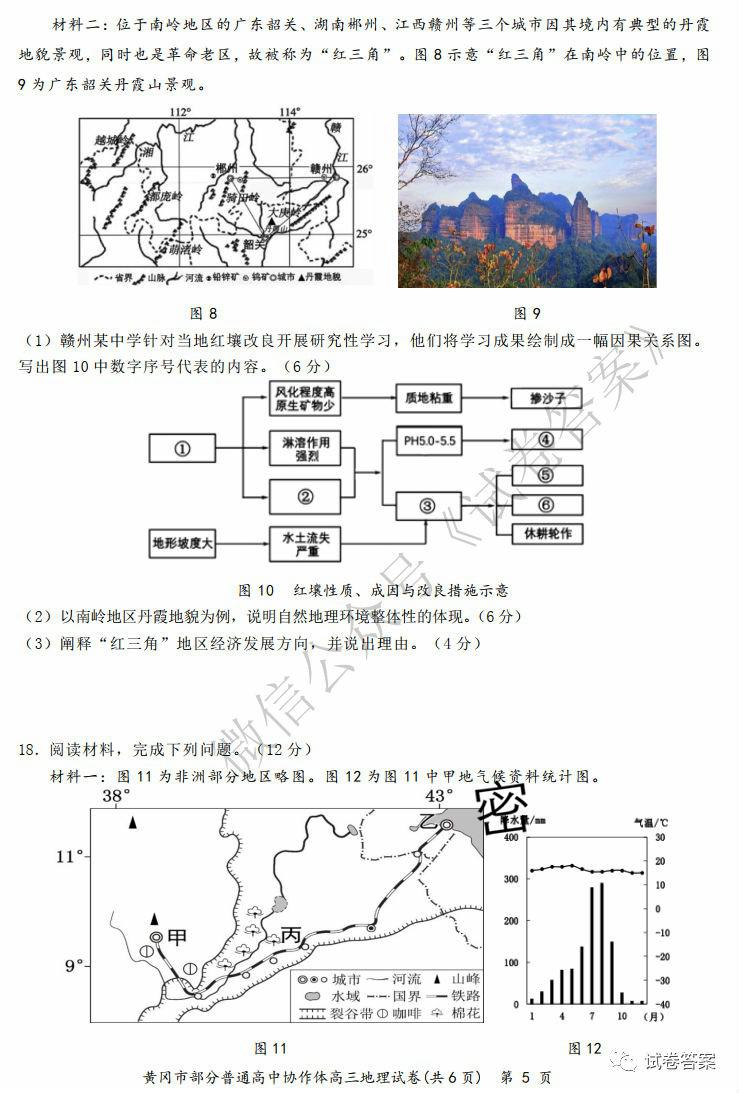 材料二：位于南岭地区的广东韶关、湖南郴州、江西赣州等三个城市因其境内有典型的丹霞
地貌景观，同时也是革命老区，故被称为“红三角”。图8示意“红三角”在南岭中的位置，图
9为广东韶关丹霞山景观。
112° 114°
越城岭 湘 江 赣 江
郴州 赣州 26°
都庞岭 骑田岭 大庾岭
丹霞山
萌渚岭 韶关 25°
省界 山脉 河流 铅锌矿 钨矿 城市 丹霞地貌
图8 图9
（1）赣州某中学针对当地红壤改良开展研究性学习，他们将学习成果绘制成一幅因果关系图。
写出图10中数字序号代表的内容。（6分）
风化程度高
原生矿物少
质地粘重
掺沙子
①
淋溶作用
强烈
PH5.0-5.5
④
②
③
⑤
⑥
地形坡度大
水土流失
严重
休耕轮作
图10 红壤性质、成因与改良措施示意
（2）以南岭地区丹霞地貌为例，说明自然地理环境整体性的体现。（6分）
（3）阐释“红三角”地区经济发展方向，并说出理由。（4分）
微信公众号《试卷答案》
18．阅读材料，完成下列问题。（12分）
材料一：图11为非洲部分地区略图。图12为图11中甲地气候资料统计图。
38° 43°
11°
9°
甲 乙 丙
城市 河流 山峰
水域 国界 铁路
裂谷带 咖啡 棉花
密
降水量/mm 气温/℃
400 300 200 100 0
30 20 10 0 -10 -20 -30 -40
1 4 7 10 (月)
图11 图12
黄冈市部分普通高中协作体高三地理试卷(共6页) 第 5 页
试卷答案